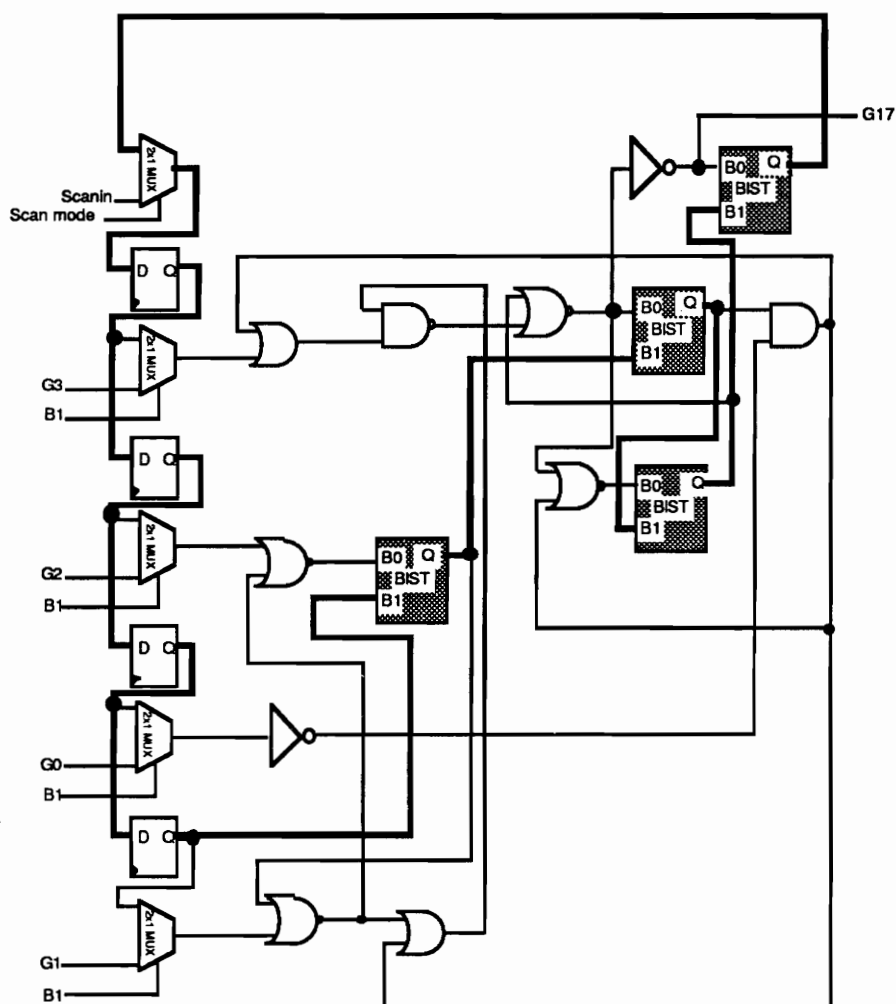 G17
2x1 MUX
B0 Q
BIST
B1
Scanin
Scan mode
D Q
B0 Q
BIST
B1
2x1 MUX
G3
B1
D Q
B0 Q
BIST
B1
2x1 MUX
G2
B1
B0 Q
BIST
B1
D Q
2x1 MUX
G0
B1
D Q
2x1 MUX
G1
B1